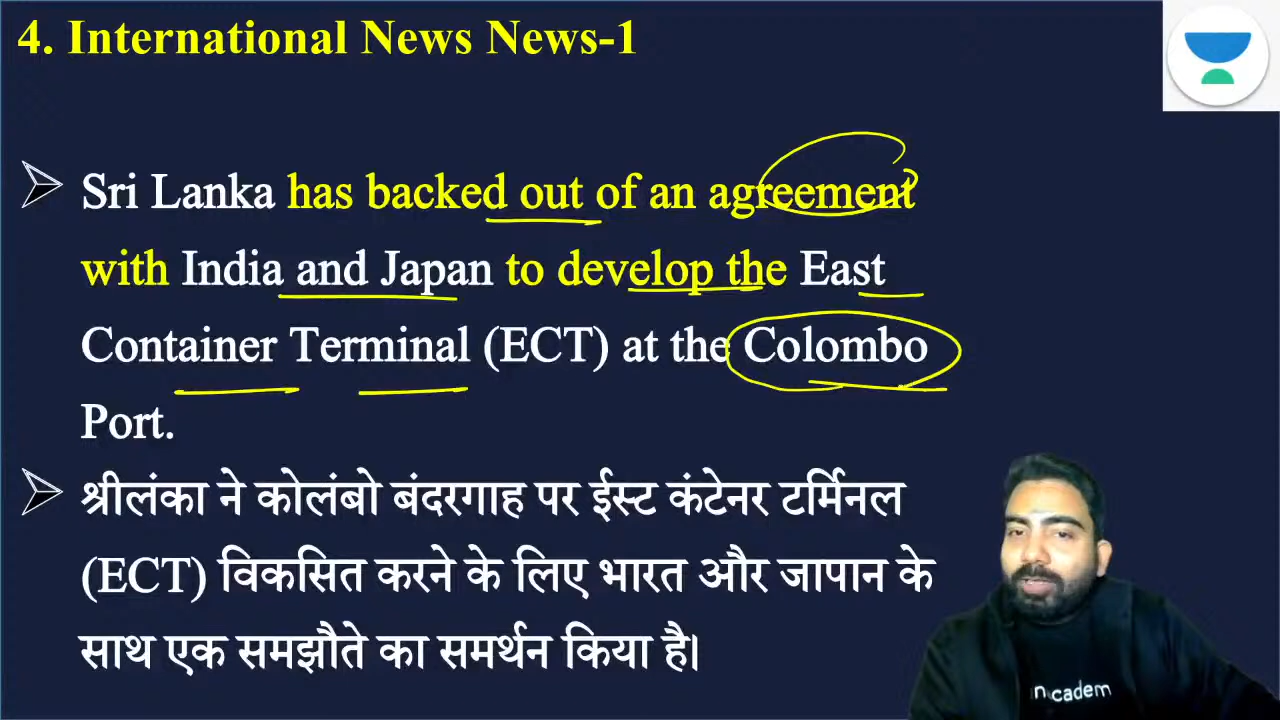 4. International News News-1
Sri Lanka has backed out of an agreement
with India and Japan to develop the East
Container Terminal (ECT) at the Colombo
Port.
श्रीलंका ने कोलंबो बंदरगाह पर ईस्ट कंटेनर टर्मिनल
(ECT) विकसित करने के लिए भारत और जापान के
साथ एक समझौते का समर्थन किया है।